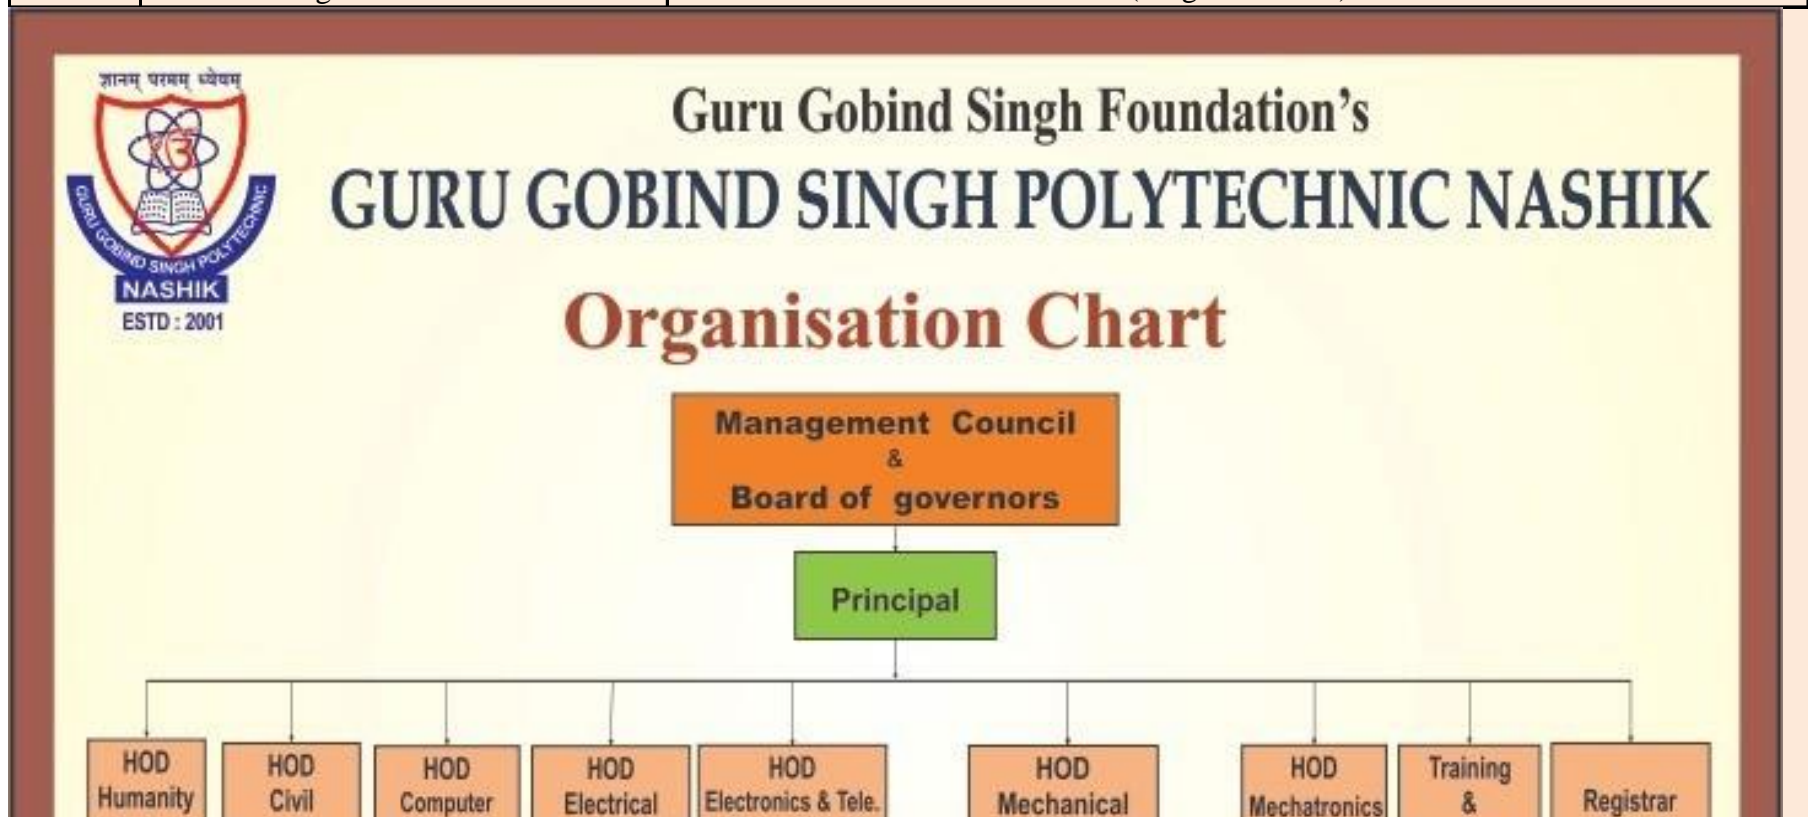 ज्ञानम् परमम् ध्येयम्
GURU GOBIND SINGH POLYTECHNIC
NASHIK
ESTD : 2001
Guru Gobind Singh Foundation’s
GURU GOBIND SINGH POLYTECHNIC NASHIK
Organisation Chart
Management Council
&
Board of governors
Principal
HOD
Humanity
HOD
Civil
HOD
Computer
HOD
Electrical
HOD
Electronics & Tele.
HOD
Mechanical
HOD
Mechatronics
Training
&
Registrar